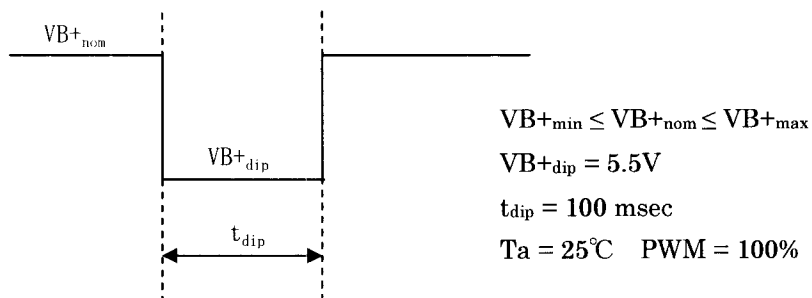 VB+nom
VB+dip
tdip
VB+min ≤ VB+nom ≤ VB+max
VB+dip = 5.5V
tdip = 100 msec
Ta = 25℃ PWM = 100%